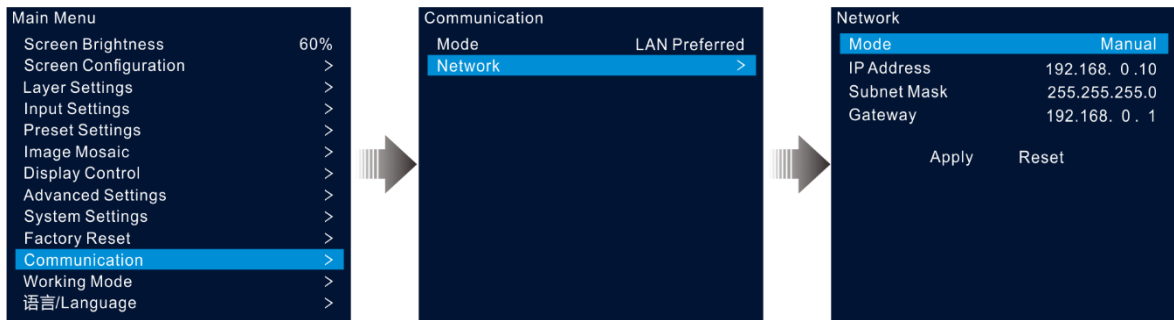 Main Menu
Screen Brightness 60%
Screen Configuration >
Layer Settings >
Input Settings >
Preset Settings >
Image Mosaic >
Display Control >
Advanced Settings >
System Settings >
Factory Reset >
Communication >
Working Mode >
语言/Language >
Communication
Mode LAN Preferred
Network >
Network
Mode Manual
IP Address 192.168. 0 .10
Subnet Mask 255.255.255.0
Gateway 192.168. 0 . 1
Apply Reset